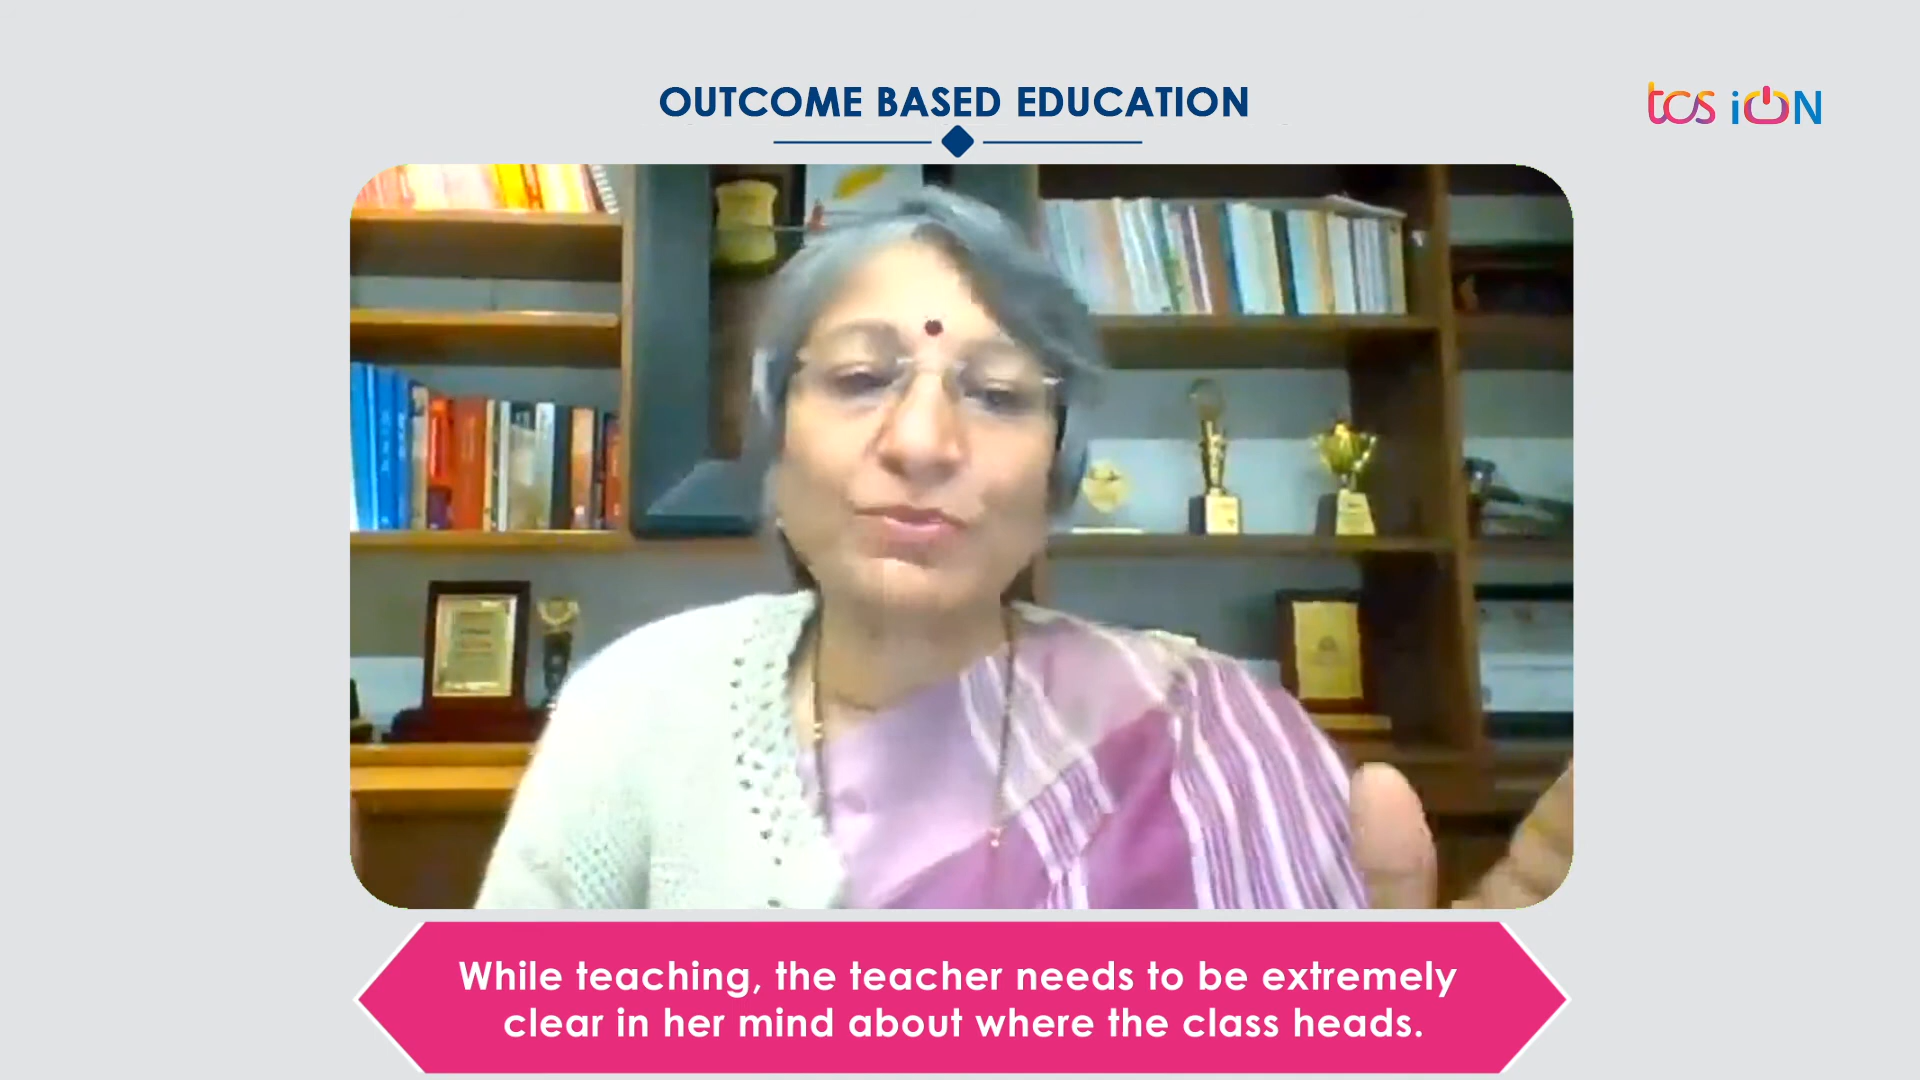 OUTCOME BASED EDUCATION
tcs iON
While teaching, the teacher needs to be extremely
clear in her mind about where the class heads.